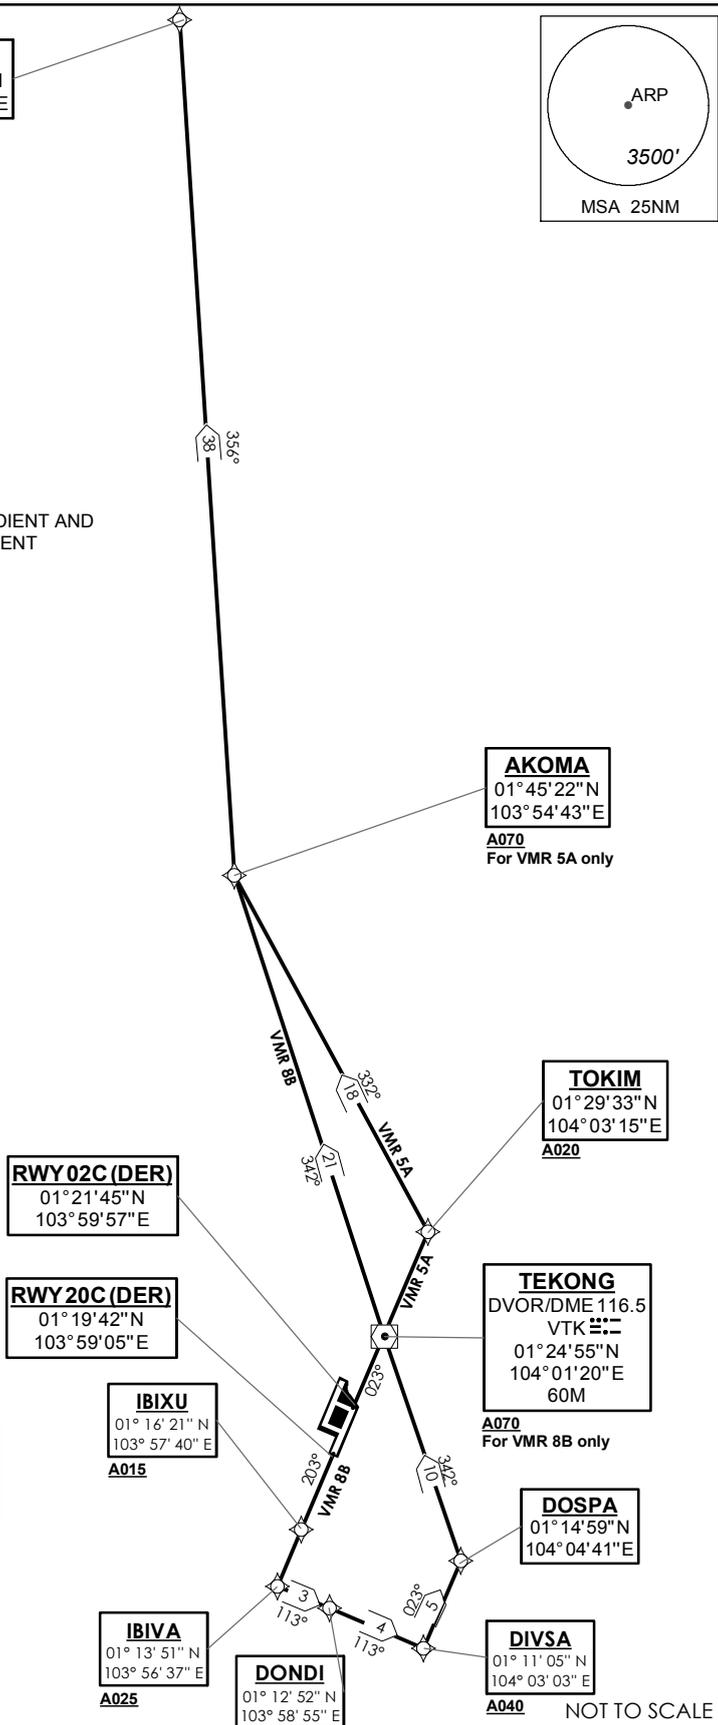 E
ARP
3500'
MSA 25NM
38
356°
DIENT AND
ENT
AKOMA
01°45'22"N
103°54'43"E
A070
For VMR 5A only
VMR 8B
332°
18
VMR 5A
TOKIM
01°29'33"N
104°03'15"E
A020
21
342°
RWY 02C (DER)
01°21'45"N
103°59'57"E
VMR 5A
TEKONG
DVOR/DME 116.5
VTK
01°24'55"N
104°01'20"E
60M
A070
For VMR 8B only
RWY 20C (DER)
01°19'42"N
103°59'05"E
023°
IBIXU
01° 16' 21" N
103° 57' 40" E
A015
203°
VMR 8B
342°
10
DOSPA
01°14'59"N
104°04'41"E
IBIVA
01° 13' 51" N
103° 56' 37" E
A025
3
113°
4
113°
023°
5
DONDI
01° 12' 52" N
103° 58' 55" E
DIVSA
01° 11' 05" N
104° 03' 03" E
A040
NOT TO SCALE